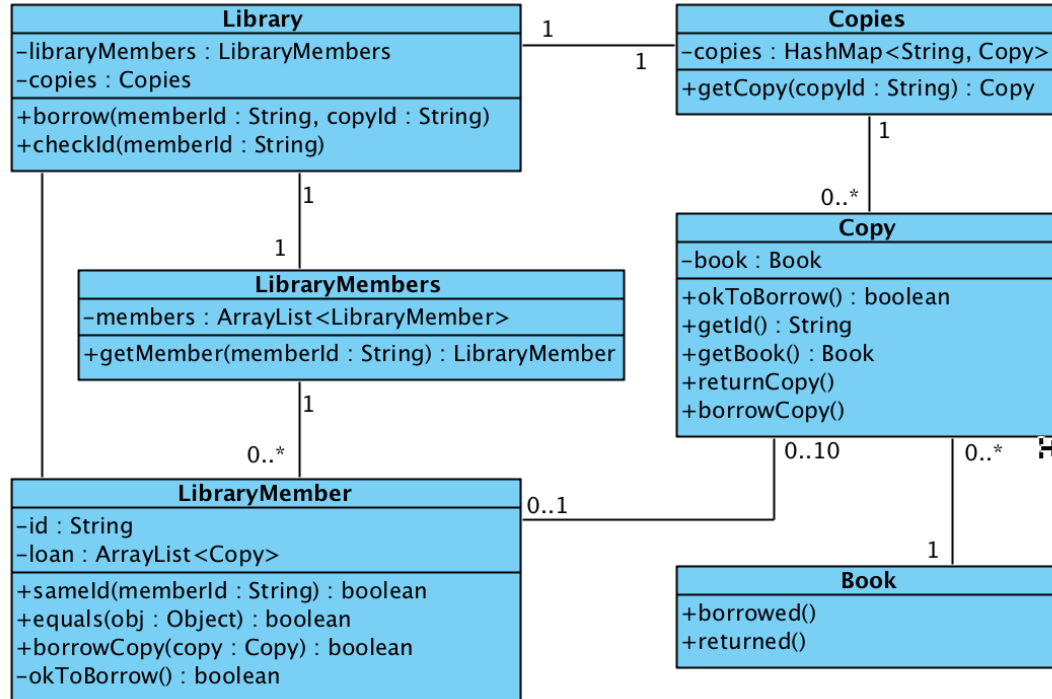 Library
-libraryMembers : LibraryMembers
-copies : Copies
+borrow(memberId : String, copyId : String)
+checkId(memberId : String)
1
1
Copies
-copies : HashMap<String, Copy>
+getCopy(copyId : String) : Copy
1
0..*
1
1
LibraryMembers
-members : ArrayList<LibraryMember>
+getMember(memberId : String) : LibraryMember
1
0..*
Copy
-book : Book
+okToBorrow() : boolean
+getId() : String
+getBook() : Book
+returnCopy()
+borrowCopy()
0..10
0..*
0..1
1
LibraryMember
-id : String
-loan : ArrayList<Copy>
+sameId(memberId : String) : boolean
+equals(obj : Object) : boolean
+borrowCopy(copy : Copy) : boolean
-okToBorrow() : boolean
Book
+borrowed()
+returned()